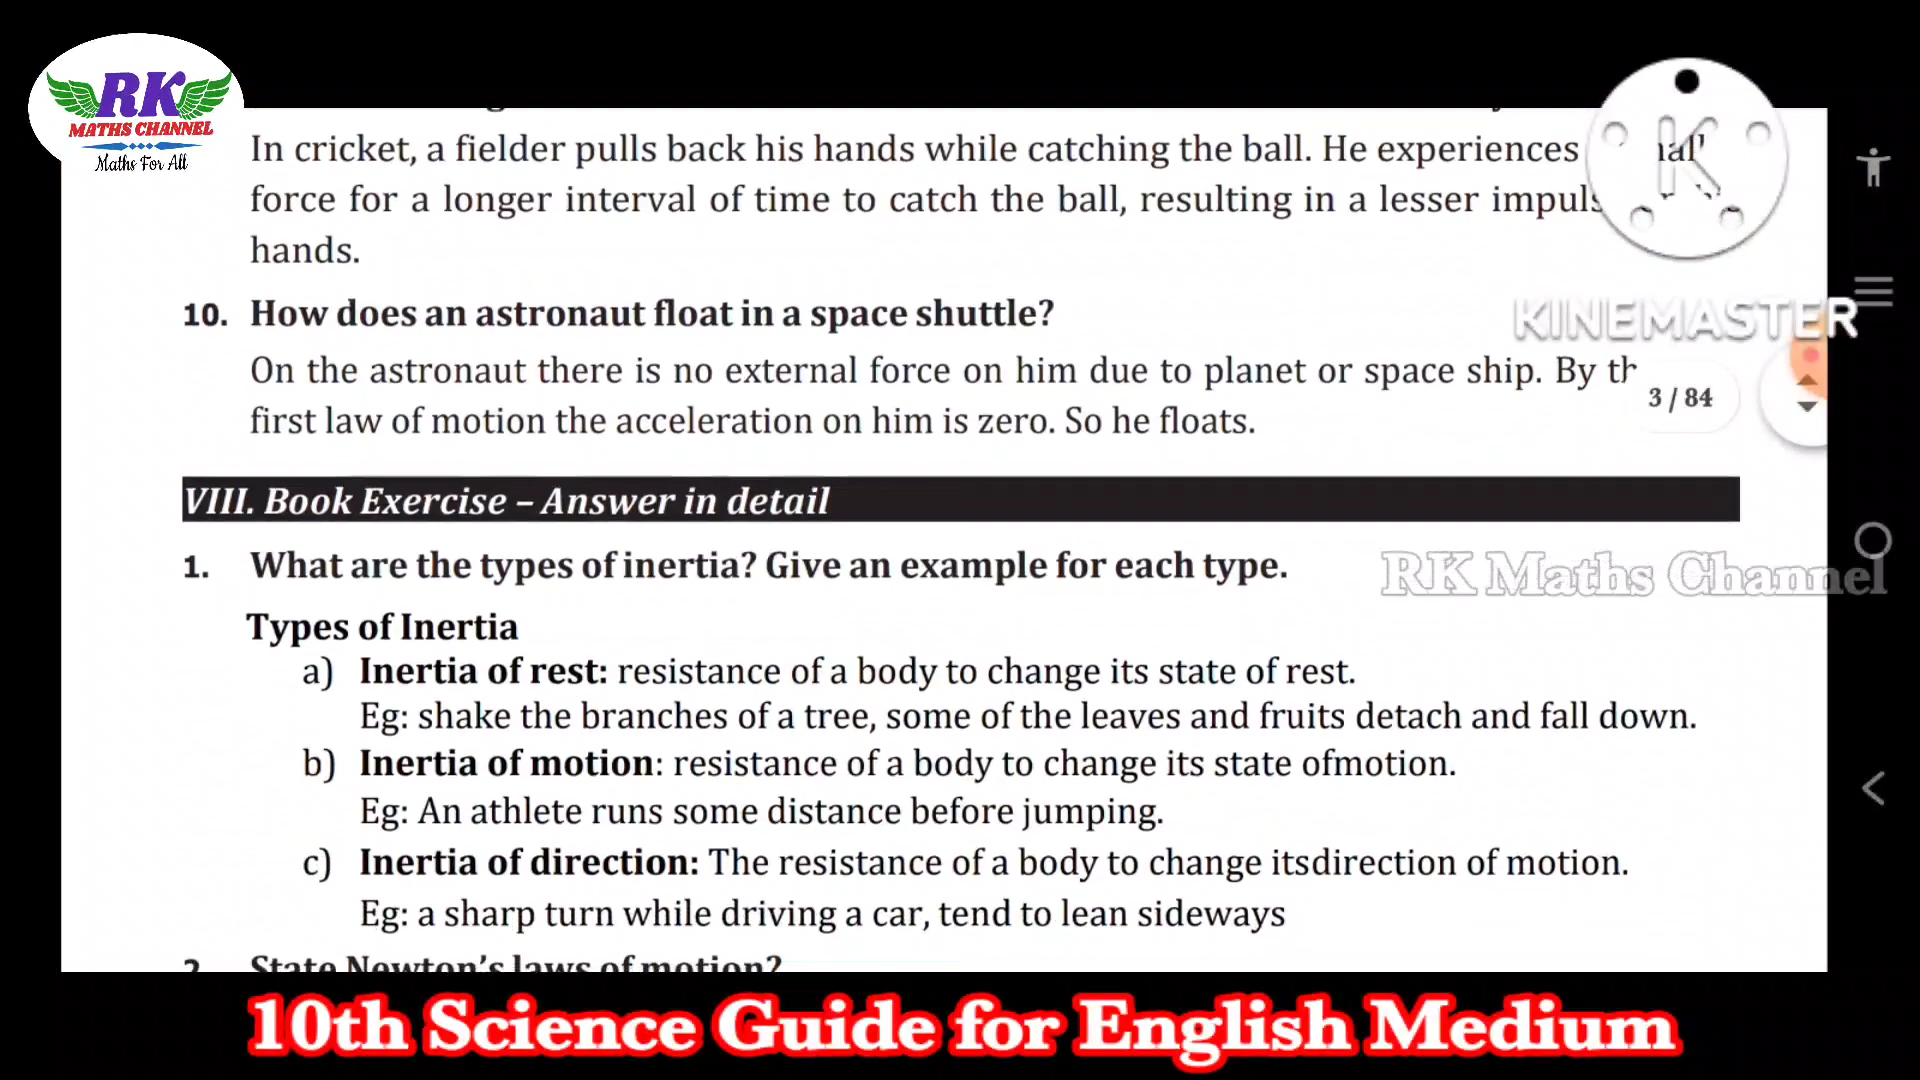 RK
MATHS CHANNEL
Maths For All
In cricket, a fielder pulls back his hands while catching the ball. He experiences
force for a longer interval of time to catch the ball, resulting in a lesser impuls
hands.
K
KINEMASTER
10. How does an astronaut float in a space shuttle?
On the astronaut there is no external force on him due to planet or space ship. By th
first law of motion the acceleration on him is zero. So he floats.
3 / 84
VIII. Book Exercise – Answer in detail
1. What are the types of inertia? Give an example for each type.
RK Maths Channel
Types of Inertia
a) Inertia of rest: resistance of a body to change its state of rest.
Eg: shake the branches of a tree, some of the leaves and fruits detach and fall down.
b) Inertia of motion: resistance of a body to change its state ofmotion.
Eg: An athlete runs some distance before jumping.
c) Inertia of direction: The resistance of a body to change itsdirection of motion.
Eg: a sharp turn while driving a car, tend to lean sideways
2. State Newton's laws of motion?
10th Science Guide for English Medium